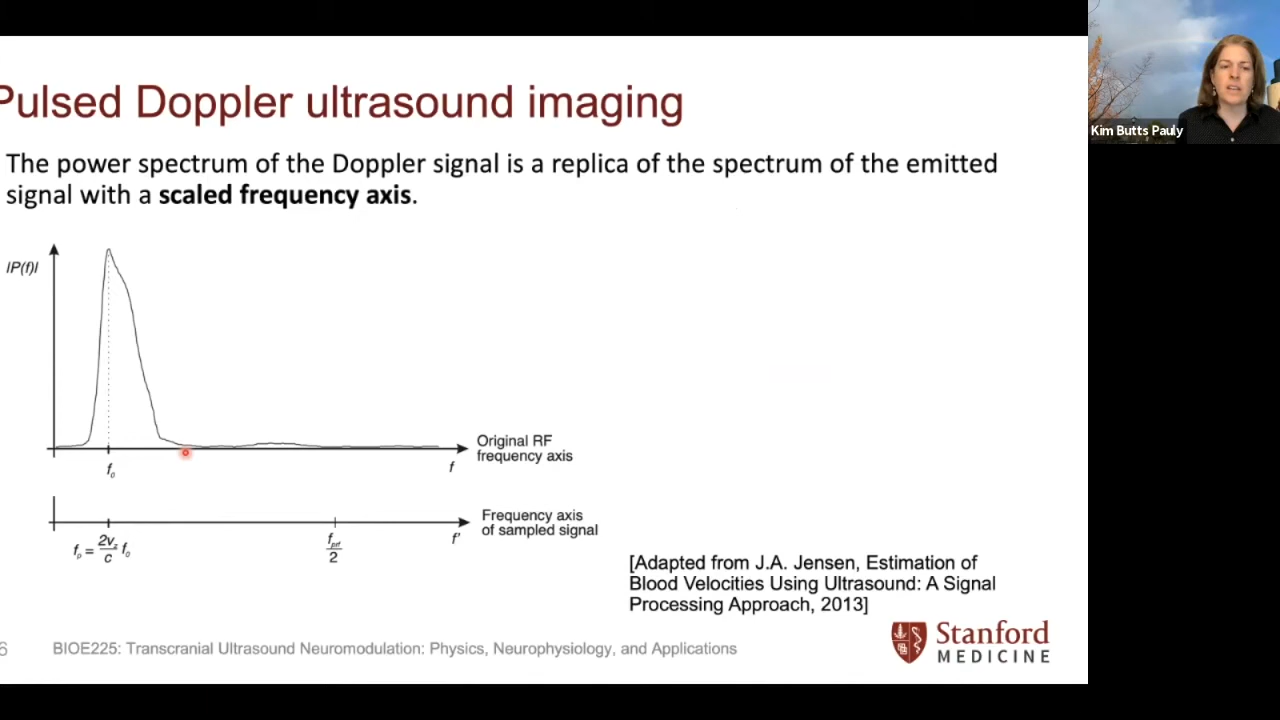 Pulsed Doppler ultrasound imaging
Kim Butts Pauly
The power spectrum of the Doppler signal is a replica of the spectrum of the emitted
signal with a scaled frequency axis.
|P(f)|
Original RF
frequency axis
f₀
f
Frequency axis
of sampled signal
fₚ = 2v_z/c f₀
f_prf/2
f'
[Adapted from J.A. Jensen, Estimation of
Blood Velocities Using Ultrasound: A Signal
Processing Approach, 2013]
6
BIOE225: Transcranial Ultrasound Neuromodulation: Physics, Neurophysiology, and Applications
Stanford
MEDICINE